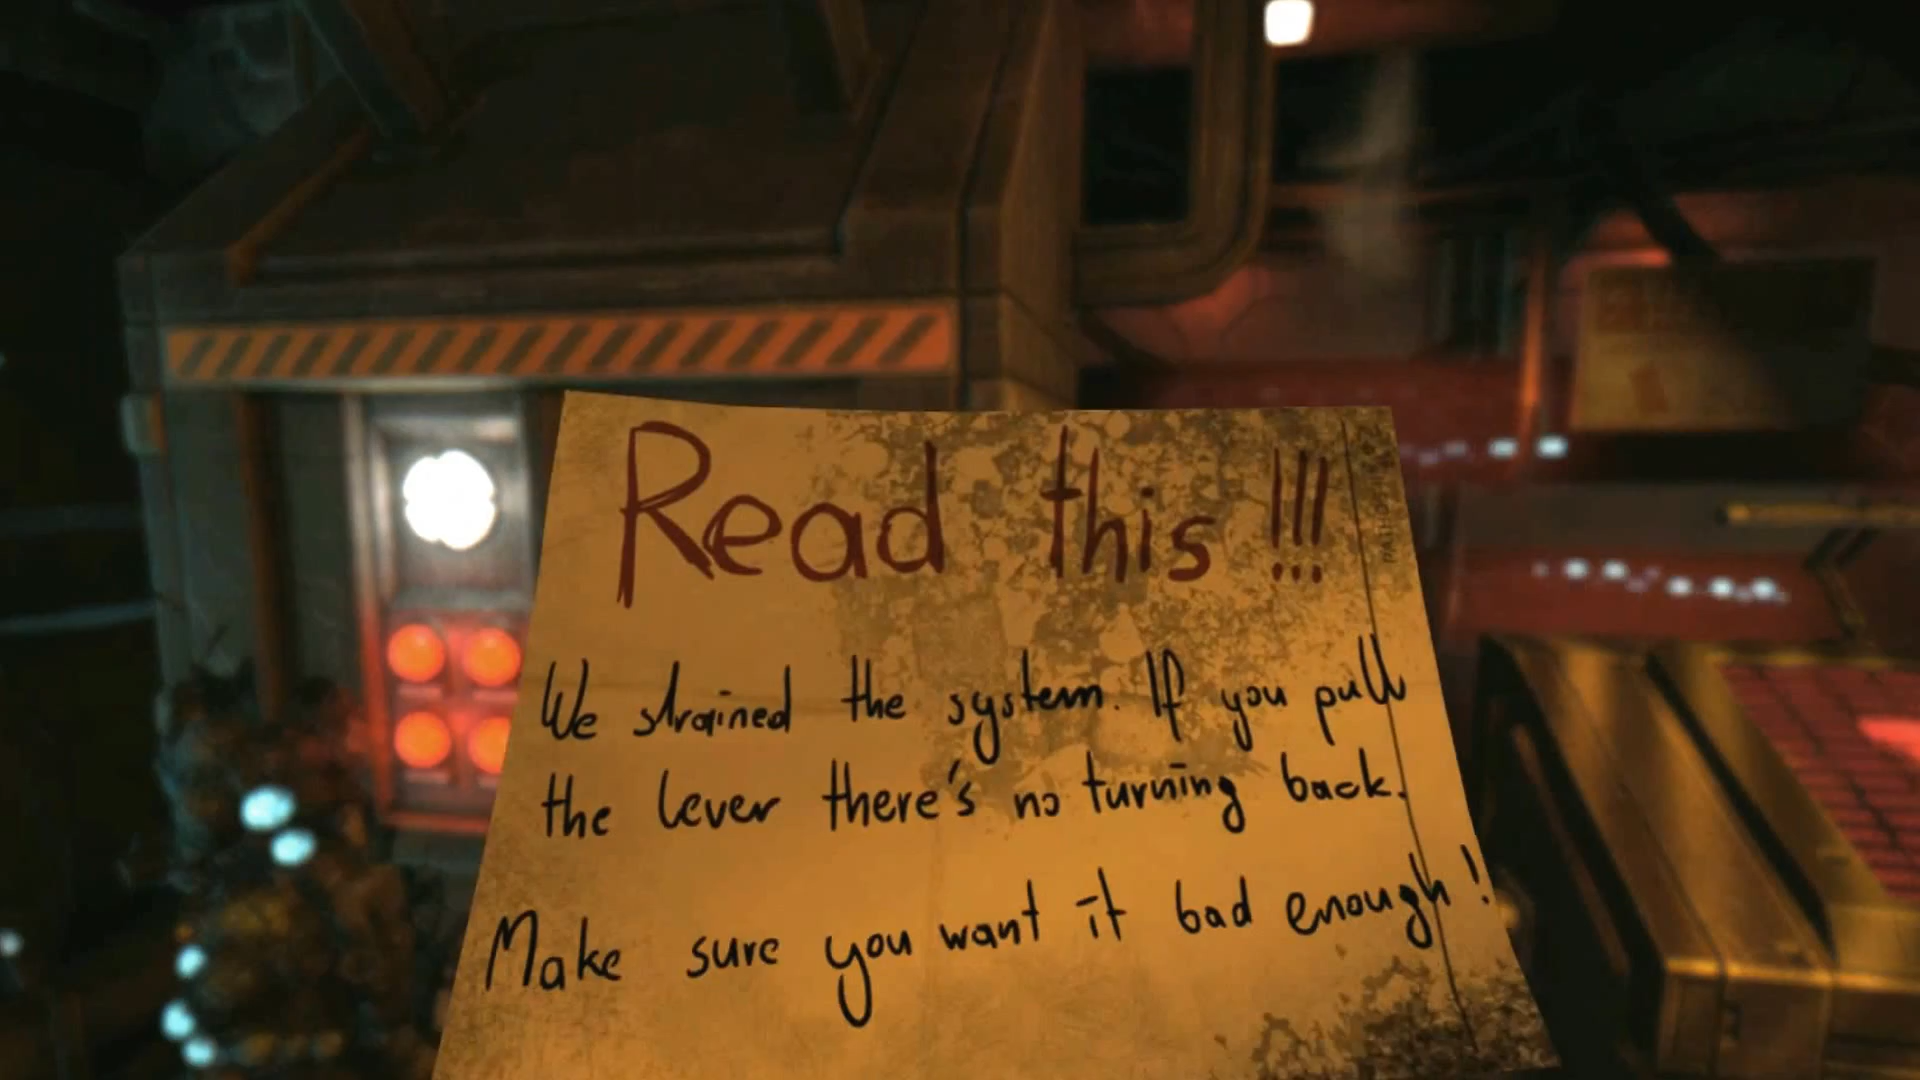 Read this !!!
We strained the system. If you pull
the lever there's no turning back.
Make sure you want it bad enough!